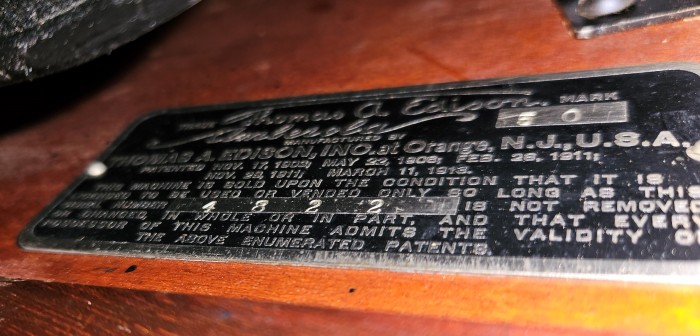 TRADE Thomas A. Edison MARK
Amberola 50
MANUFACTURED BY
THOMAS A. EDISON, INC. at Orange, N. J., U.S.A.
PATENTED MAY 22, 1906; FEB. 28, 1911;
NOV. 28, 1911; MARCH 11, 1913.
THIS MACHINE IS SOLD UPON THE CONDITION THAT IT IS
TO BE USED OR VENDED ONLY SO LONG AS THIS
NUMBER 4822 IS NOT REMOVED
OR CHANGED, IN WHOLE OR IN PART, AND THAT EVERY
POSSESSOR OF THIS MACHINE ADMITS THE VALIDITY OF
THE ABOVE ENUMERATED PATENTS.